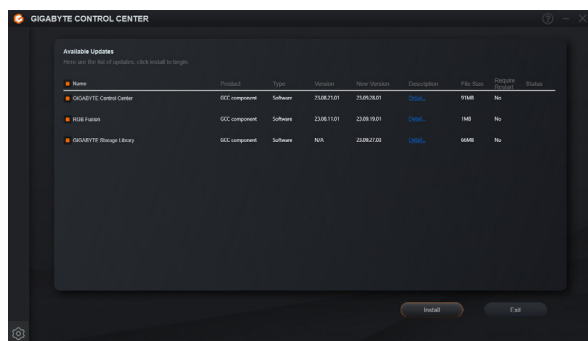 GIGABYTE CONTROL CENTER
Available Updates
Here are the list of updates, click install to begin.
Name Product Type Version New Version Description File Size Require Restart Status
GIGABYTE Control Center GCC component Software 23.08.21.01 23.09.28.01 Detail... 91MB No
RGB Fusion GCC component Software 23.08.11.01 23.09.19.01 Detail... 1MB No
GIGABYTE Storage Library GCC component Software N/A 23.09.27.03 Detail... 66MB No
Install Exit